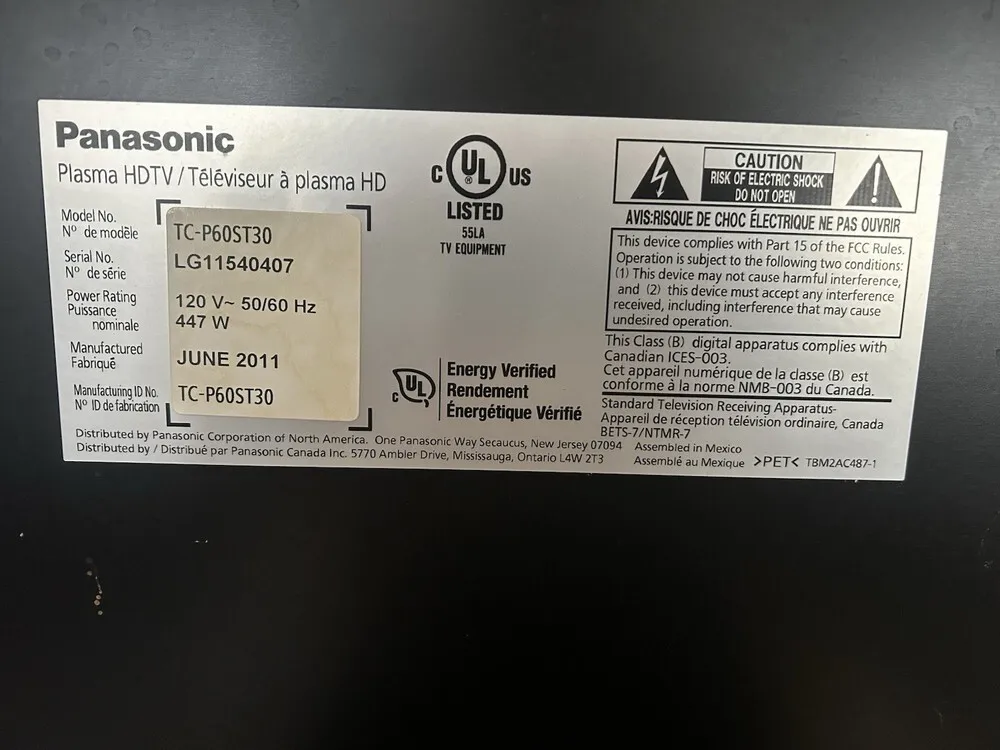 Panasonic
Plasma HDTV / Téléviseur à plasma HD
Model No.
Nº de modèle
TC-P60ST30
Serial No.
Nº de série
LG11540407
Power Rating
Puissance
nominale
120 V~ 50/60 Hz
447 W
Manufactured
Fabriqué
JUNE 2011
Manufacturing ID No.
Nº ID de fabrication
TC-P60ST30
C UL US
®
LISTED
55LA
TV EQUIPMENT
C UL
Energy Verified
Rendement
Énergétique Vérifié
CAUTION
RISK OF ELECTRIC SHOCK
DO NOT OPEN
AVIS:RISQUE DE CHOC ÉLECTRIQUE NE PAS OUVRIR
This device complies with Part 15 of the FCC Rules.
Operation is subject to the following two conditions:
(1) This device may not cause harmful interference,
and (2) this device must accept any interference
received, including interference that may cause
undesired operation.
This Class (B) digital apparatus complies with
Canadian ICES-003.
Cet appareil numérique de la classe (B) est
conforme à la norme NMB-003 du Canada.
Standard Television Receiving Apparatus-
Appareil de réception télévision ordinaire, Canada
BETS-7/NTMR-7
Distributed by Panasonic Corporation of North America. One Panasonic Way Secaucus, New Jersey 07094
Distributed by / Distribué par Panasonic Canada Inc. 5770 Ambler Drive, Mississauga, Ontario L4W 2T3
Assembled in Mexico
Assemblé au Mexique >PET< TBM2AC487-1